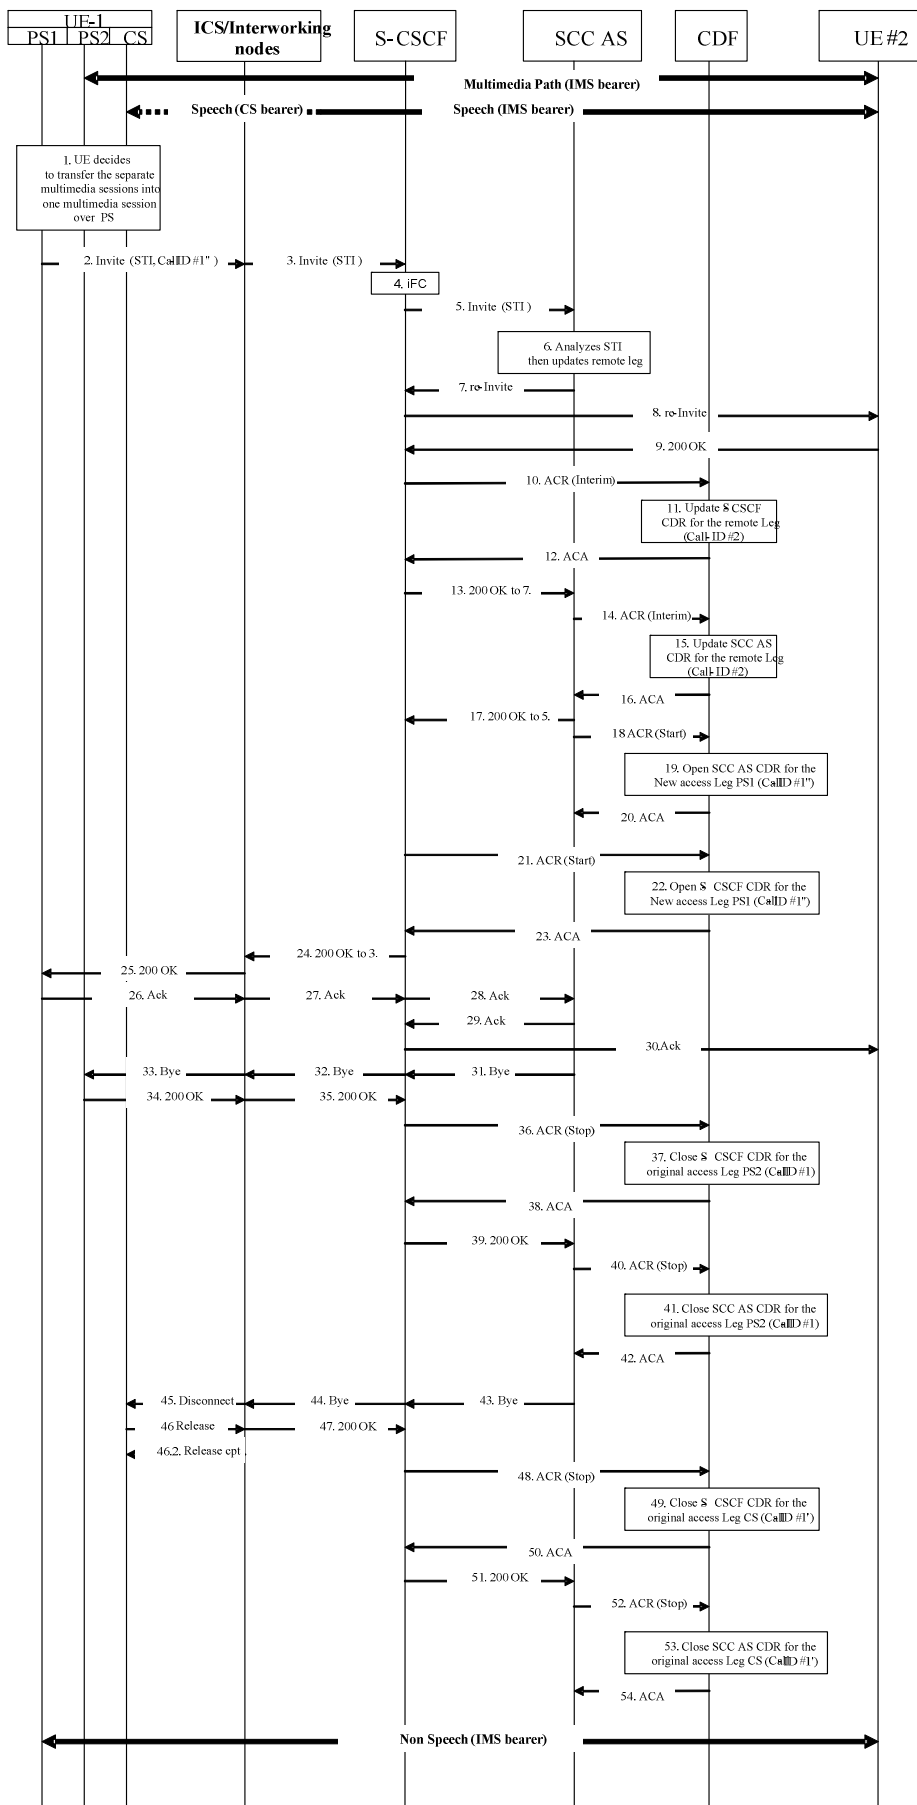 UE-1
PS1 PS2 CS
ICS/Interworking
nodes
S-CSCF
SCC AS
CDF
UE #2
Multimedia Path (IMS bearer)
Speech (CS bearer)
Speech (IMS bearer)
1. UE decides
to transfer the separate
multimedia sessions into
one multimedia session
over PS
2. Invite (STI, Call ID #1'' )
3. Invite (STI )
4. iFC
5. Invite (STI )
6. Analyzes STI
then updates remote leg
7. re-Invite
8. re-Invite
9. 200 OK
10. ACR (Interim)
11. Update S-CSCF
CDR for the remote Leg
(Call-ID #2)
12. ACA
13. 200 OK to 7.
14. ACR (Interim)
15. Update SCC AS
CDR for the remote Leg
(Call-ID #2)
16. ACA
17. 200 OK to 5.
18 ACR (Start)
19. Open SCC AS CDR for the
New access Leg PS1 (Call ID #1'')
20. ACA
21. ACR (Start)
22. Open S- CSCF CDR for the
New access Leg PS1 (Call ID #1'')
23. ACA
24. 200 OK to 3.
25. 200 OK
26. Ack
27. Ack
28. Ack
29. Ack
30. Ack
33. Bye
32. Bye
31. Bye
34. 200 OK
35. 200 OK
36. ACR (Stop)
37. Close S- CSCF CDR for the
original access Leg PS2 (Call ID #1)
38. ACA
39. 200 OK
40. ACR (Stop)
41. Close SCC AS CDR for the
original access Leg PS2 (Call ID #1)
42. ACA
45. Disconnect
44. Bye
43. Bye
46 Release
47. 200 OK
46.2. Release cpt
48. ACR (Stop)
49. Close S- CSCF CDR for the
original access Leg CS (Call ID #1')
50. ACA
51. 200 OK
52. ACR (Stop)
53. Close SCC AS CDR for the
original access Leg CS (Call ID #1')
54. ACA
Non Speech (IMS bearer)